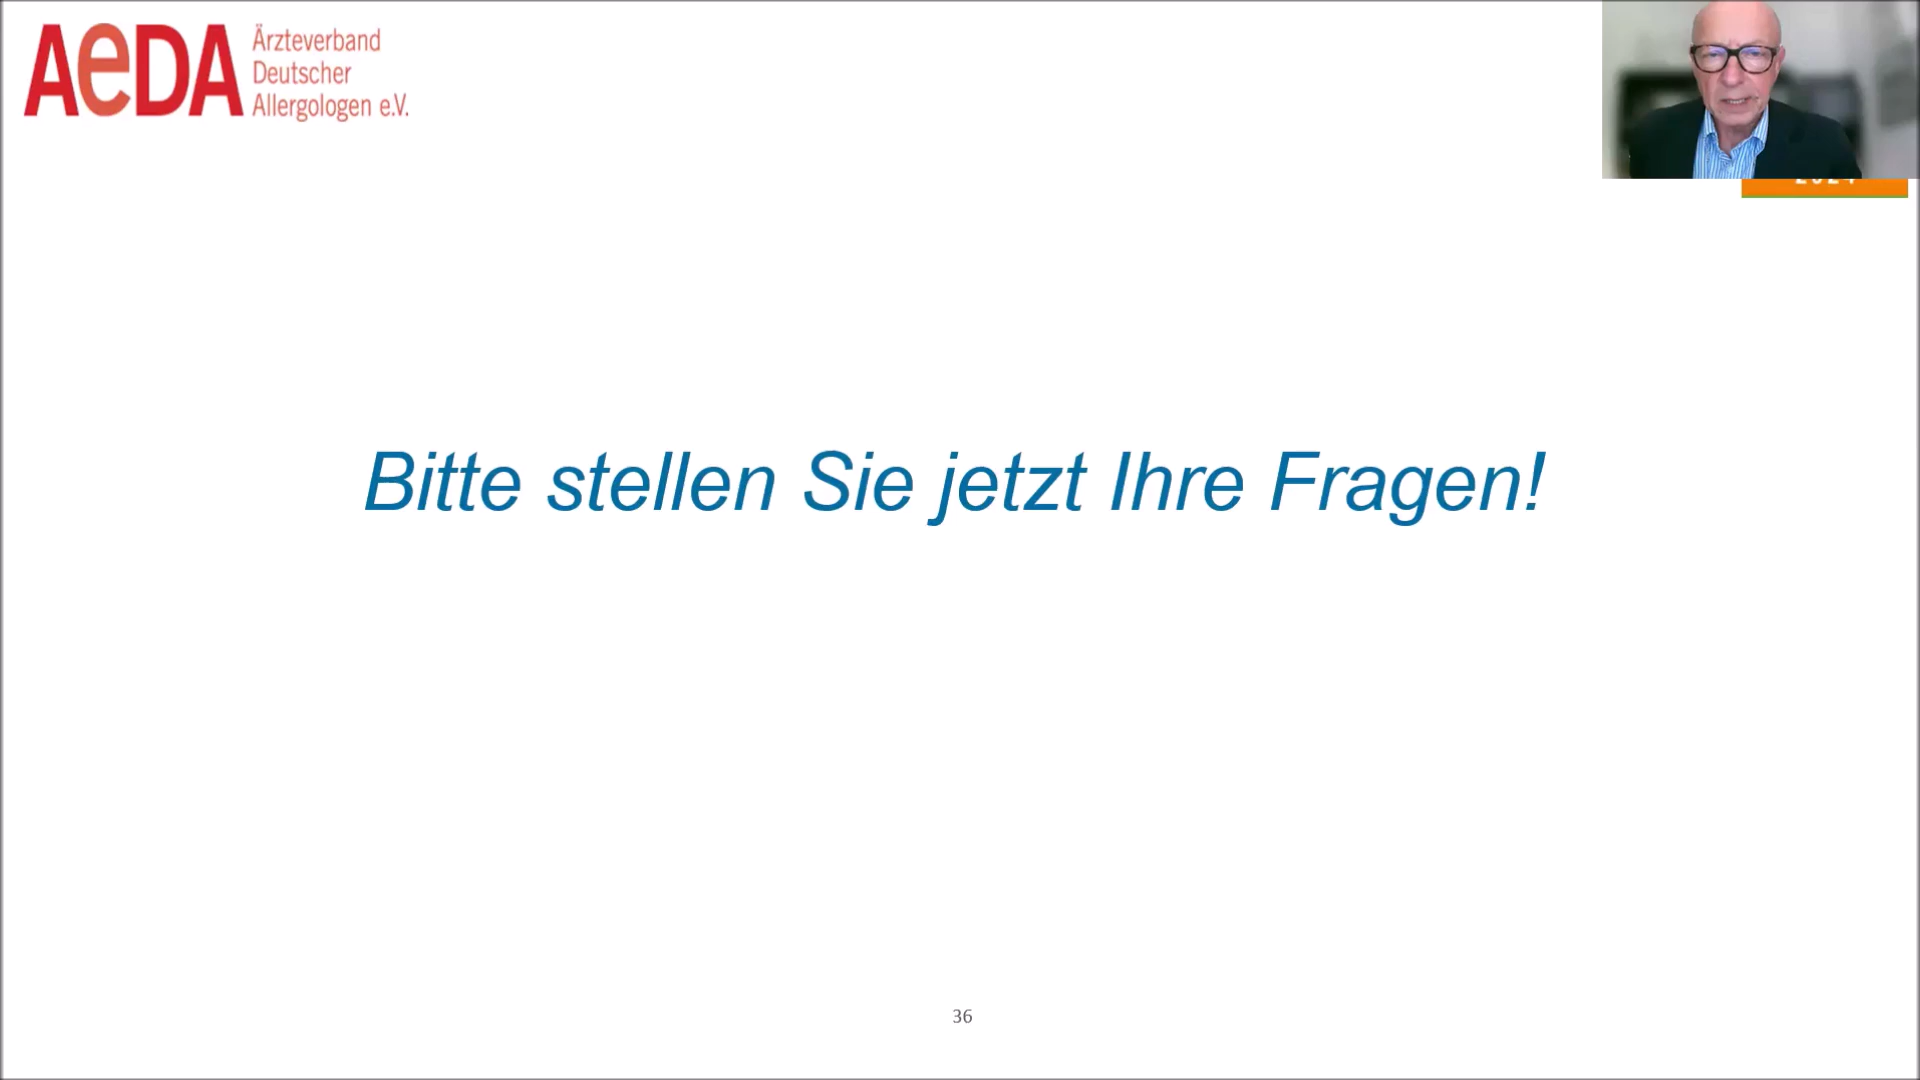 AeDA
Ärzteverband
Deutscher
Allergologen e.V.
Bitte stellen Sie jetzt Ihre Fragen!
36